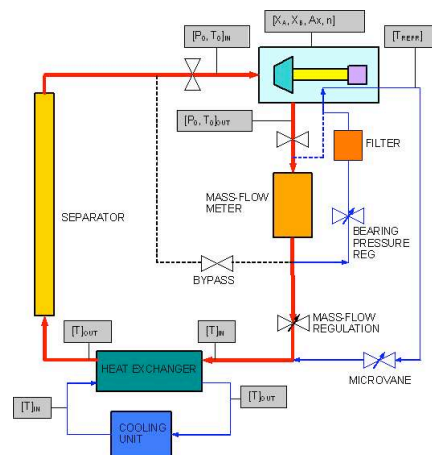 [XA, XB, Ax, n]
[P0, T0]IN
[TREFR]
[P0, T0]OUT
FILTER
MASS-FLOW
METER
SEPARATOR
BEARING
PRESSURE
REG
BYPASS
MASS-FLOW
REGULATION
[T]OUT
[T]IN
HEAT EXCHANGER
MICROVANE
[T]IN
[T]OUT
COOLING
UNIT